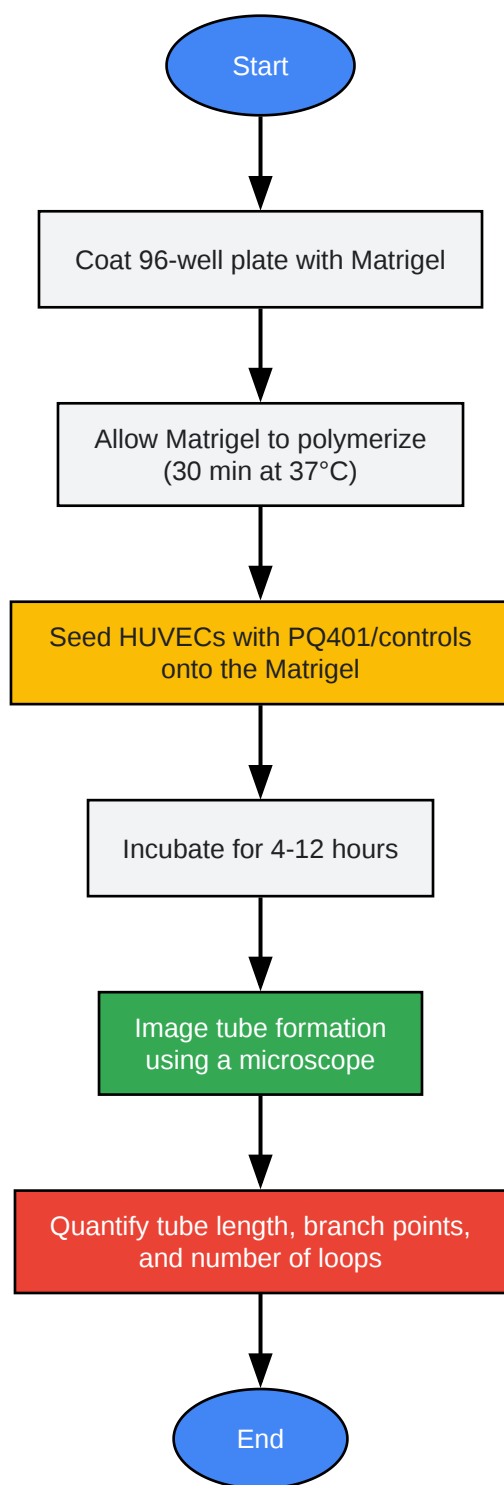 Start
Coat 96-well plate with Matrigel
Allow Matrigel to polymerize
(30 min at 37°C)
Seed HUVECs with PQ401/controls
onto the Matrigel
Incubate for 4-12 hours
Image tube formation
using a microscope
Quantify tube length, branch points,
and number of loops
End